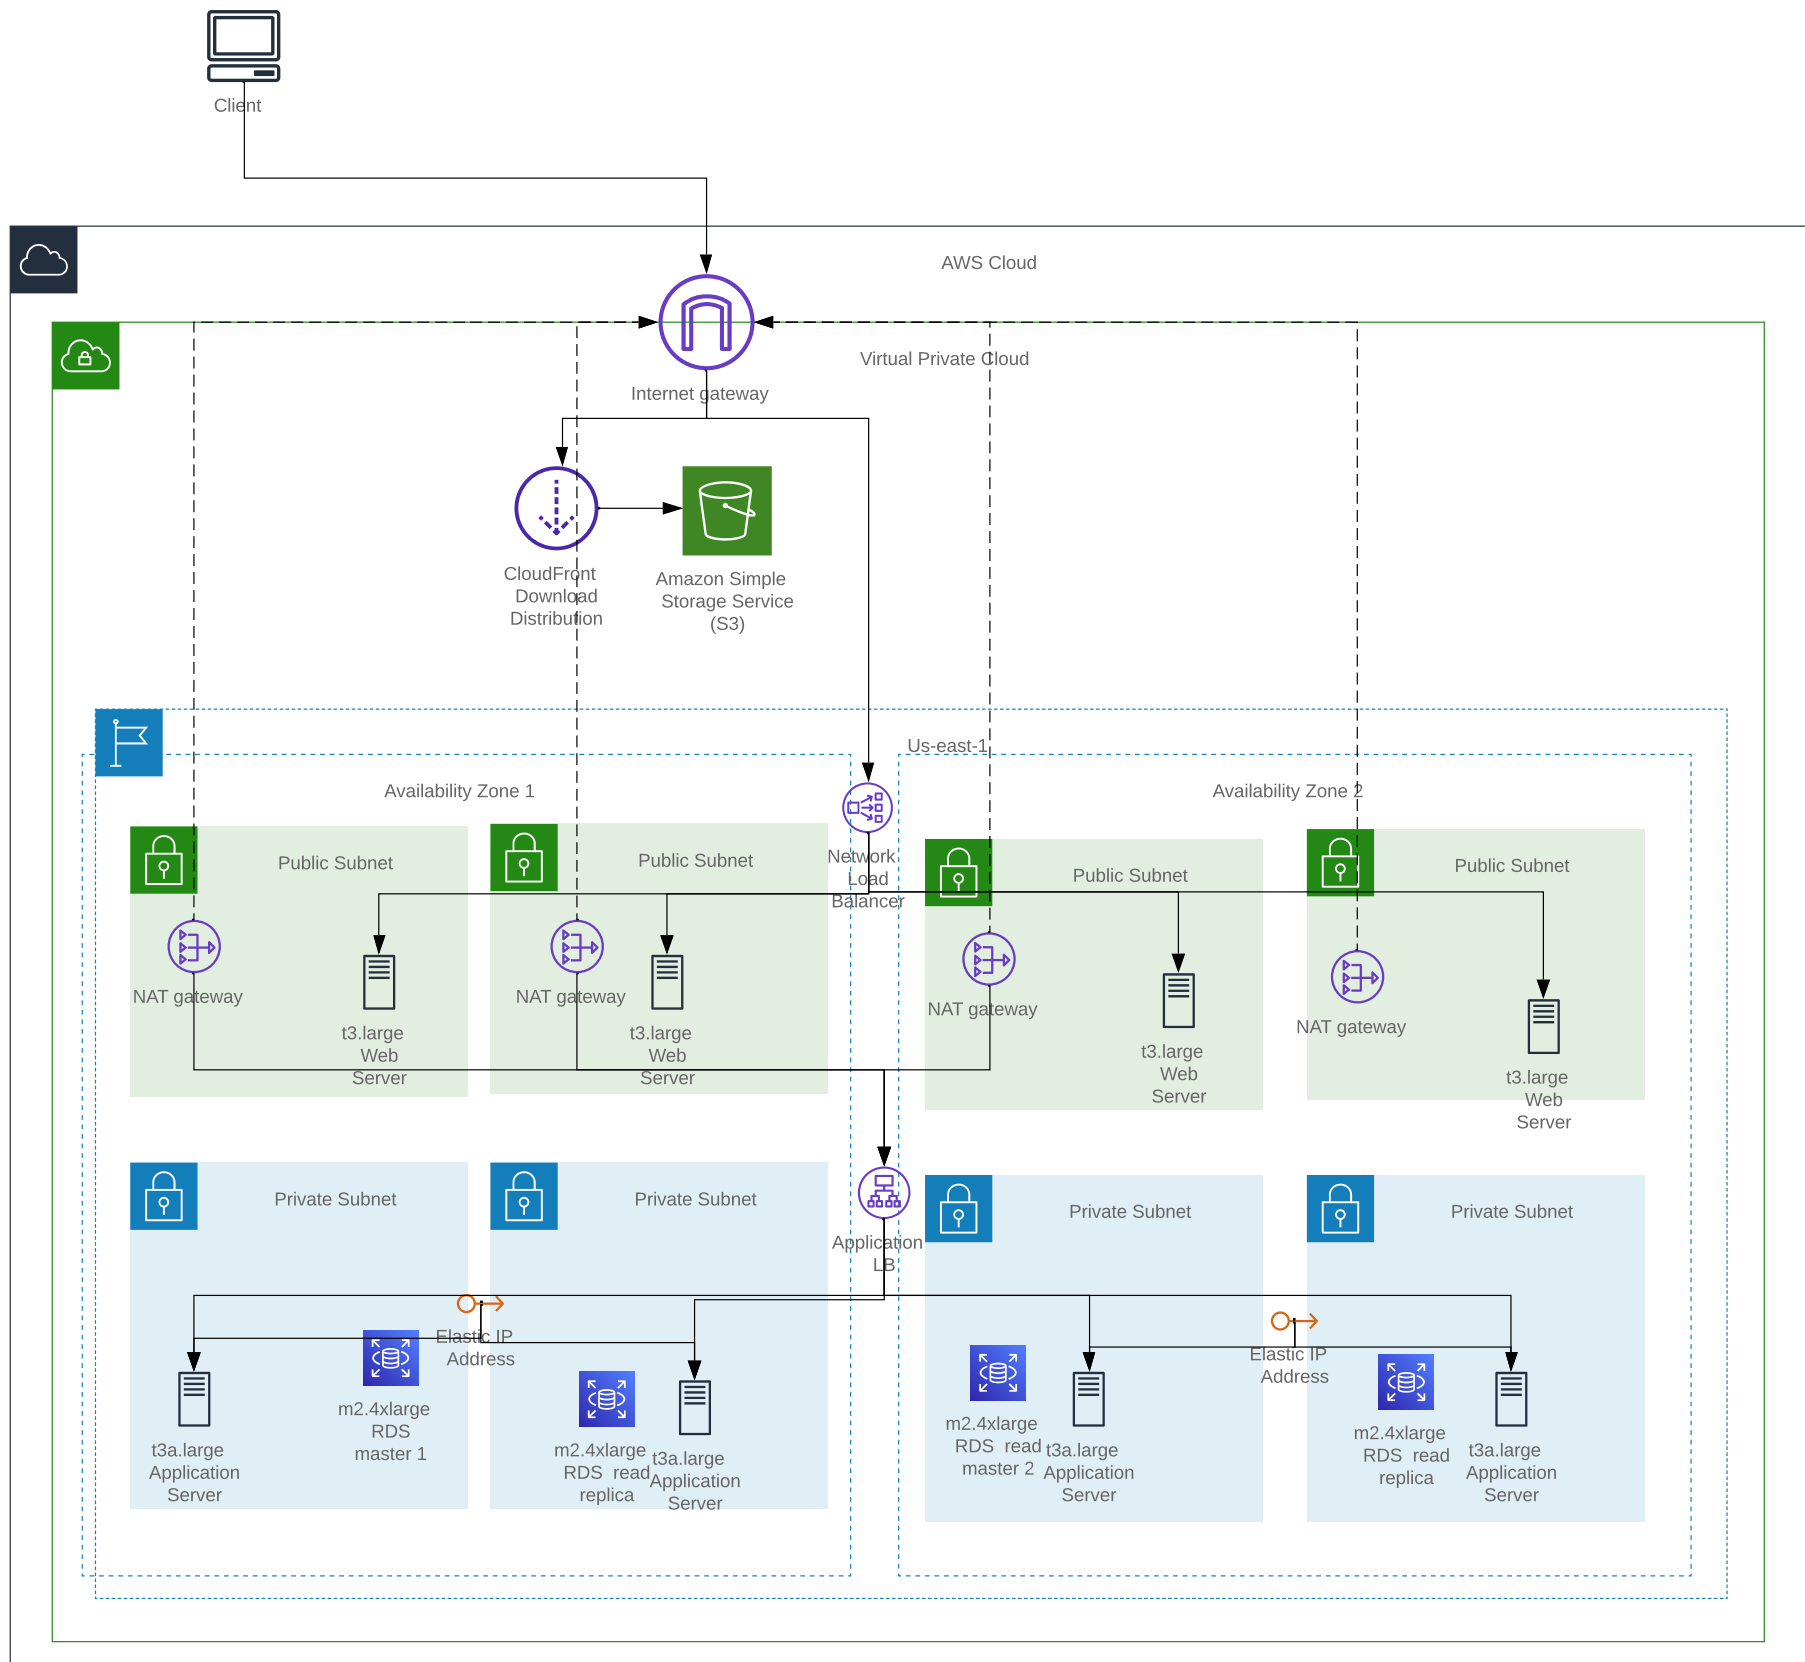 Client
AWS Cloud
Virtual Private Cloud
Internet gateway
CloudFront
Download
Distribution
Amazon Simple
Storage Service
(S3)
Us-east-1
Availability Zone 1
Availability Zone 2
Public Subnet
Public Subnet
Network
Load
Balancer
Public Subnet
Public Subnet
NAT gateway
t3.large
Web
Server
NAT gateway
t3.large
Web
Server
NAT gateway
t3.large
Web
Server
NAT gateway
t3.large
Web
Server
Private Subnet
Private Subnet
Application
LB
Private Subnet
Private Subnet
Elastic IP
Address
Elastic IP
Address
t3a.large
Application
Server
m2.4xlarge
RDS
master 1
m2.4xlarge
RDS  read
replica
t3a.large
Application
Server
m2.4xlarge
RDS  read
master 2
t3a.large
Application
Server
m2.4xlarge
RDS  read
replica
t3a.large
Application
Server